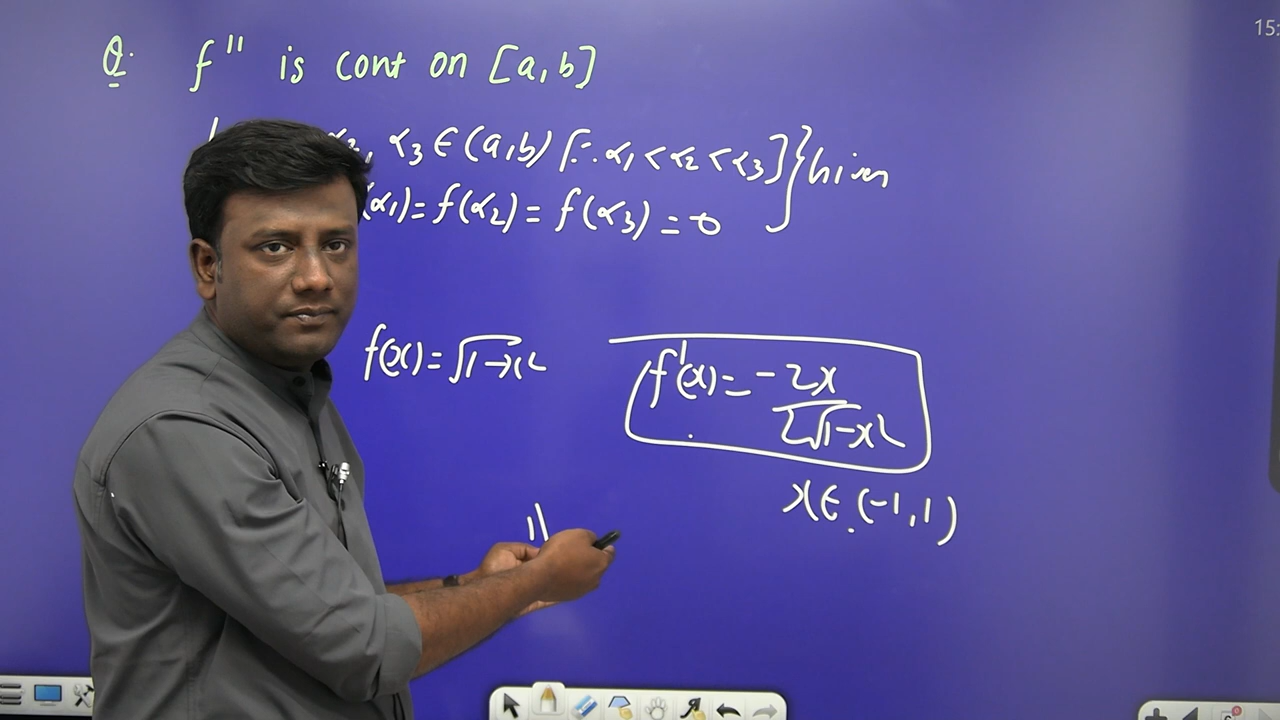 Q. f" is cont on [a,b]
α₃ ∈ (a,b) [∵ α₁ < α₂ < α₃] } Given
(α₁) = f(α₂) = f(α₃) = 0
f(x) = √1-x²
f'(x) = -2x / 2√1-x²
x ∈ (-1,1)
15: